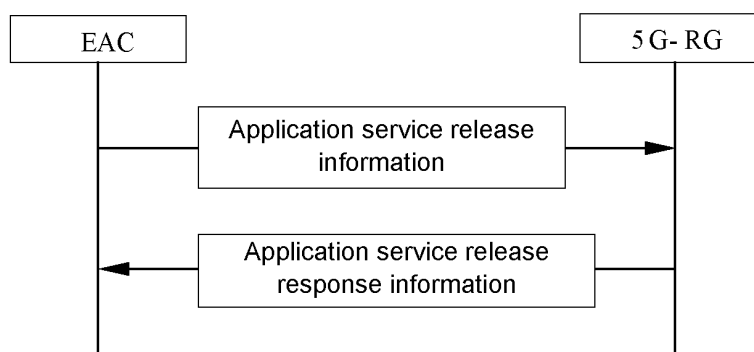 EAC
5G-RG
Application service release
information
Application service release
response information